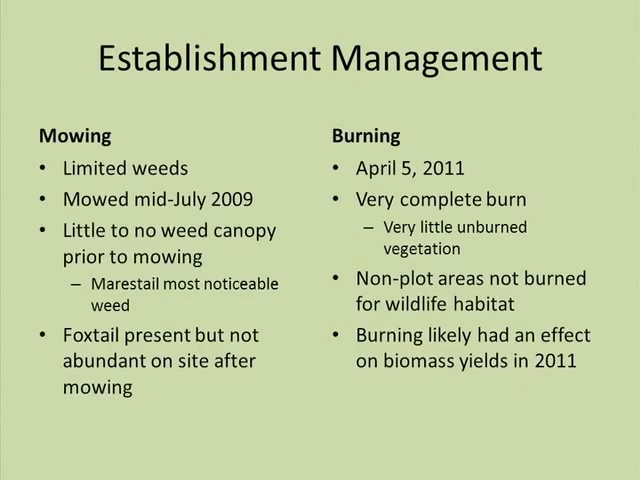 Establishment Management
Mowing
• Limited weeds
• Mowed mid-July 2009
• Little to no weed canopy
prior to mowing
– Marestail most noticeable
weed
• Foxtail present but not
abundant on site after
mowing
Burning
• April 5, 2011
• Very complete burn
– Very little unburned
vegetation
• Non-plot areas not burned
for wildlife habitat
• Burning likely had an effect
on biomass yields in 2011